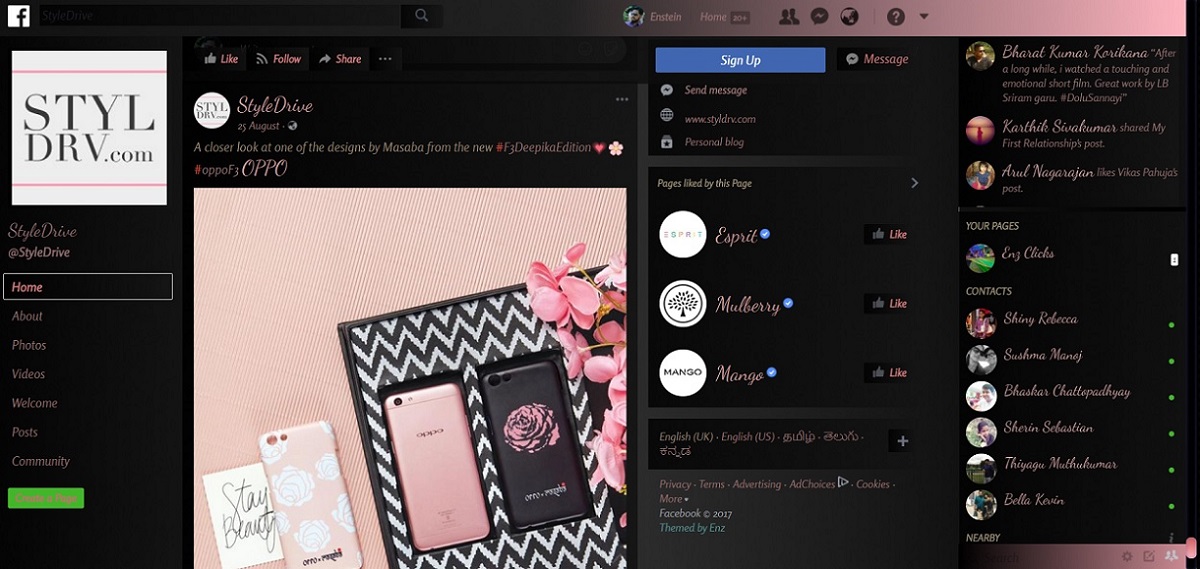 StyleDrive
Enstein
Home 20+
STYL
DRV.com
StyleDrive
@StyleDrive
Home
About
Photos
Videos
Welcome
Posts
Community
Create a Page
Like
Follow
Share
STYL
DRV.com
StyleDrive
25 August ·
A closer look at one of the designs by Masaba from the new #F3DeepikaEdition
#oppoF3 OPPO
Stay
Beauty
oppo
OPPO ×
OPPO ×
Sign Up
Message
Send message
www.styldrv.com
Personal blog
Pages liked by this Page
ESPRIT
Esprit
Like
Mulberry
Like
MANGO
Mango
Like
English (UK) · English (US) · தமிழ் · తెలుగు ·
ಕನ್ನಡ
Privacy · Terms · Advertising · AdChoices · Cookies ·
More
Facebook © 2017
Themed by Enz
Bharat Kumar Korikana "After
a long while, i watched a touching and
emotional short film. Great work by LB
Sriram garu. #DoluSannayi"
Karthik Sivakumar shared My
First Relationship's post.
Arul Nagarajan likes Vikas Pahuja's
post.
YOUR PAGES
Enz Clicks
CONTACTS
Shiny Rebecca
Sushma Manoj
Bhaskar Chattopadhyay
Sherin Sebastian
Thiyagu Muthukumar
Bella Kevin
NEARBY
Search